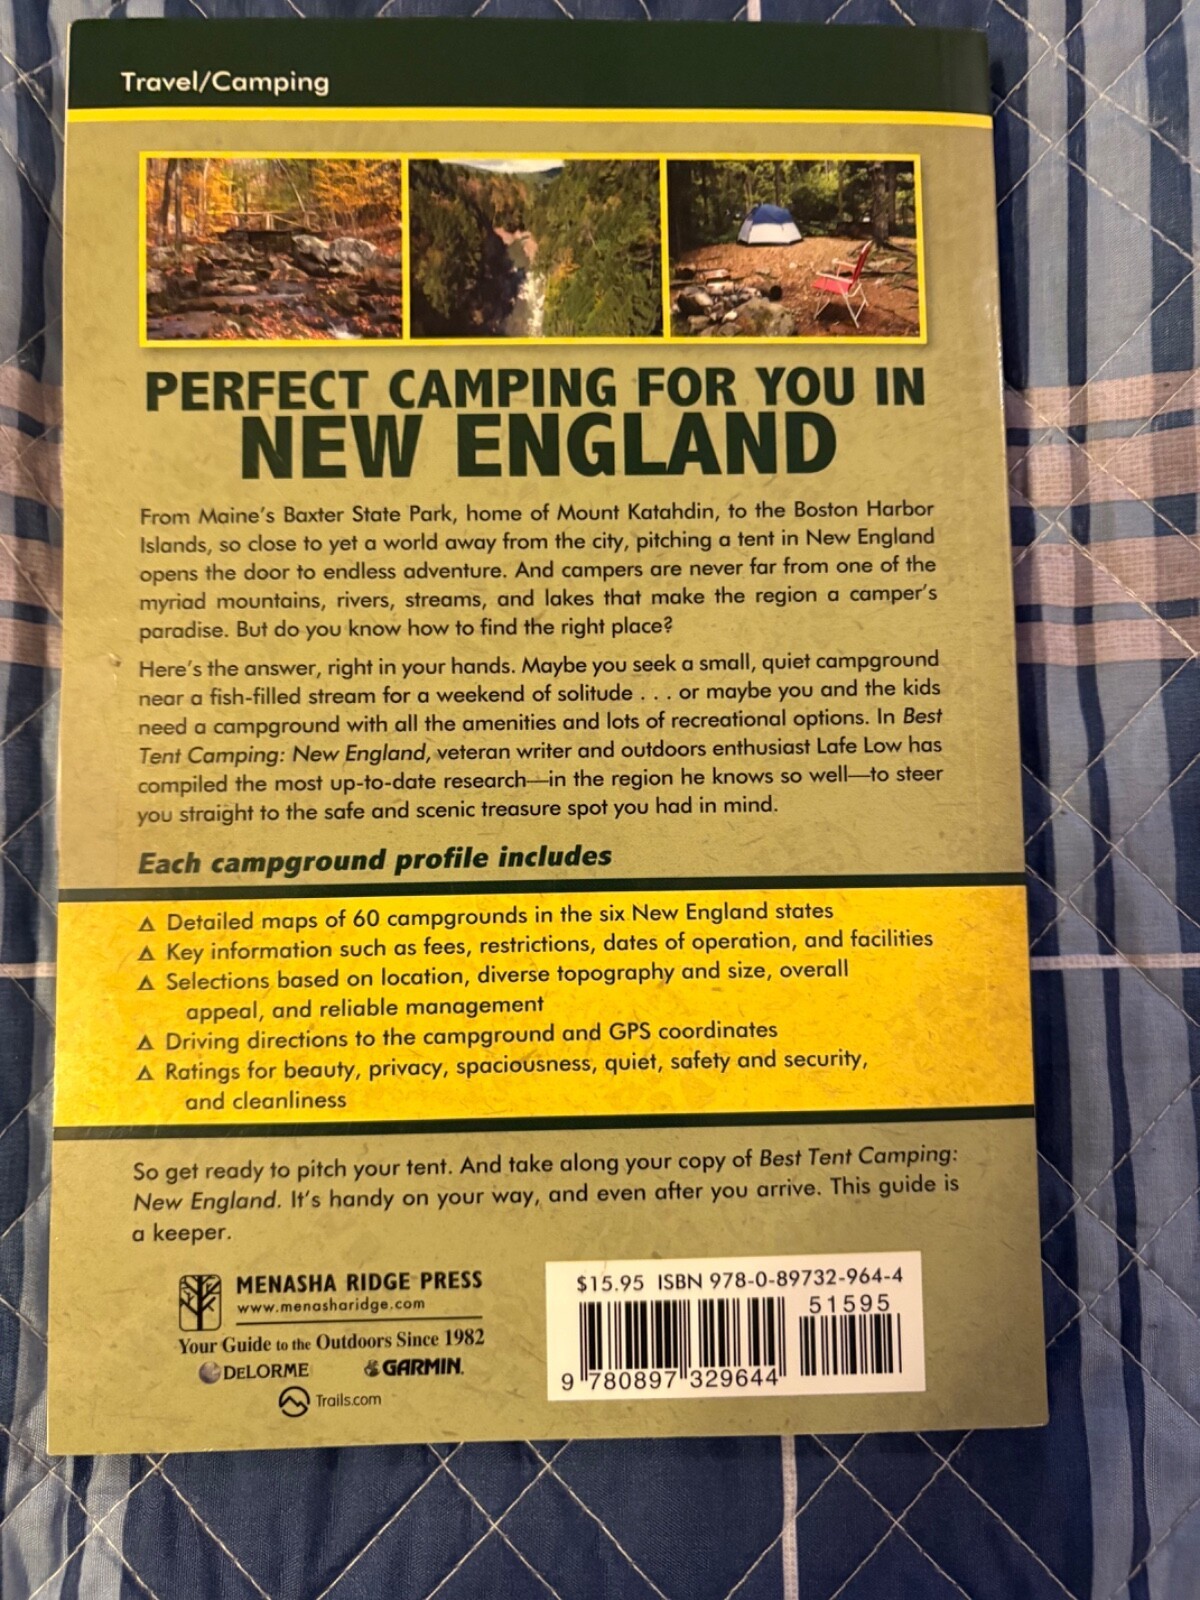 Travel/Camping
PERFECT CAMPING FOR YOU IN
NEW ENGLAND
From Maine's Baxter State Park, home of Mount Katahdin, to the Boston Harbor
Islands, so close to yet a world away from the city, pitching a tent in New England
opens the door to endless adventure. And campers are never far from one of the
myriad mountains, rivers, streams, and lakes that make the region a camper's
paradise. But do you know how to find the right place?
Here's the answer, right in your hands. Maybe you seek a small, quiet campground
near a fish-filled stream for a weekend of solitude . . . or maybe you and the kids
need a campground with all the amenities and lots of recreational options. In Best
Tent Camping: New England, veteran writer and outdoors enthusiast Lafe Low has
compiled the most up-to-date research—in the region he knows so well—to steer
you straight to the safe and scenic treasure spot you had in mind.
Each campground profile includes
Detailed maps of 60 campgrounds in the six New England states
Key information such as fees, restrictions, dates of operation, and facilities
Selections based on location, diverse topography and size, overall
appeal, and reliable management
Driving directions to the campground and GPS coordinates
Ratings for beauty, privacy, spaciousness, quiet, safety and security,
and cleanliness
So get ready to pitch your tent. And take along your copy of Best Tent Camping:
New England. It's handy on your way, and even after you arrive. This guide is
a keeper.
MENASHA RIDGE PRESS
www.menasharidge.com
Your Guide to the Outdoors Since 1982
DELORME GARMIN.
Trails.com
$15.95 ISBN 978-0-89732-964-4
51595
9 780897 329644